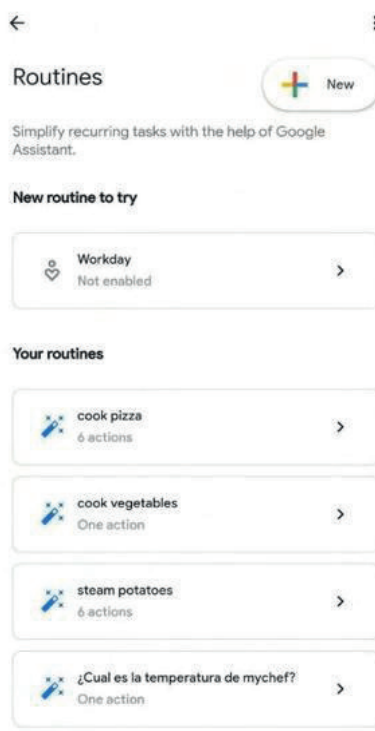 Routines
New
Simplify recurring tasks with the help of Google
Assistant.
New routine to try
Workday
Not enabled
Your routines
cook pizza
6 actions
cook vegetables
One action
steam potatoes
6 actions
¿Cual es la temperatura de mychef?
One action